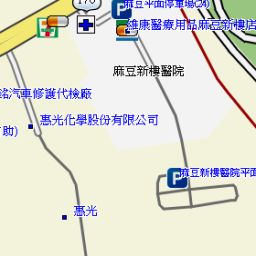 麻豆平面停車場(24)
176
維康醫療用品麻豆新樓店
麻豆新樓醫院
銘汽車修護代檢廠
惠光化學股份有限公司
助)
麻豆新樓醫院平面
惠光